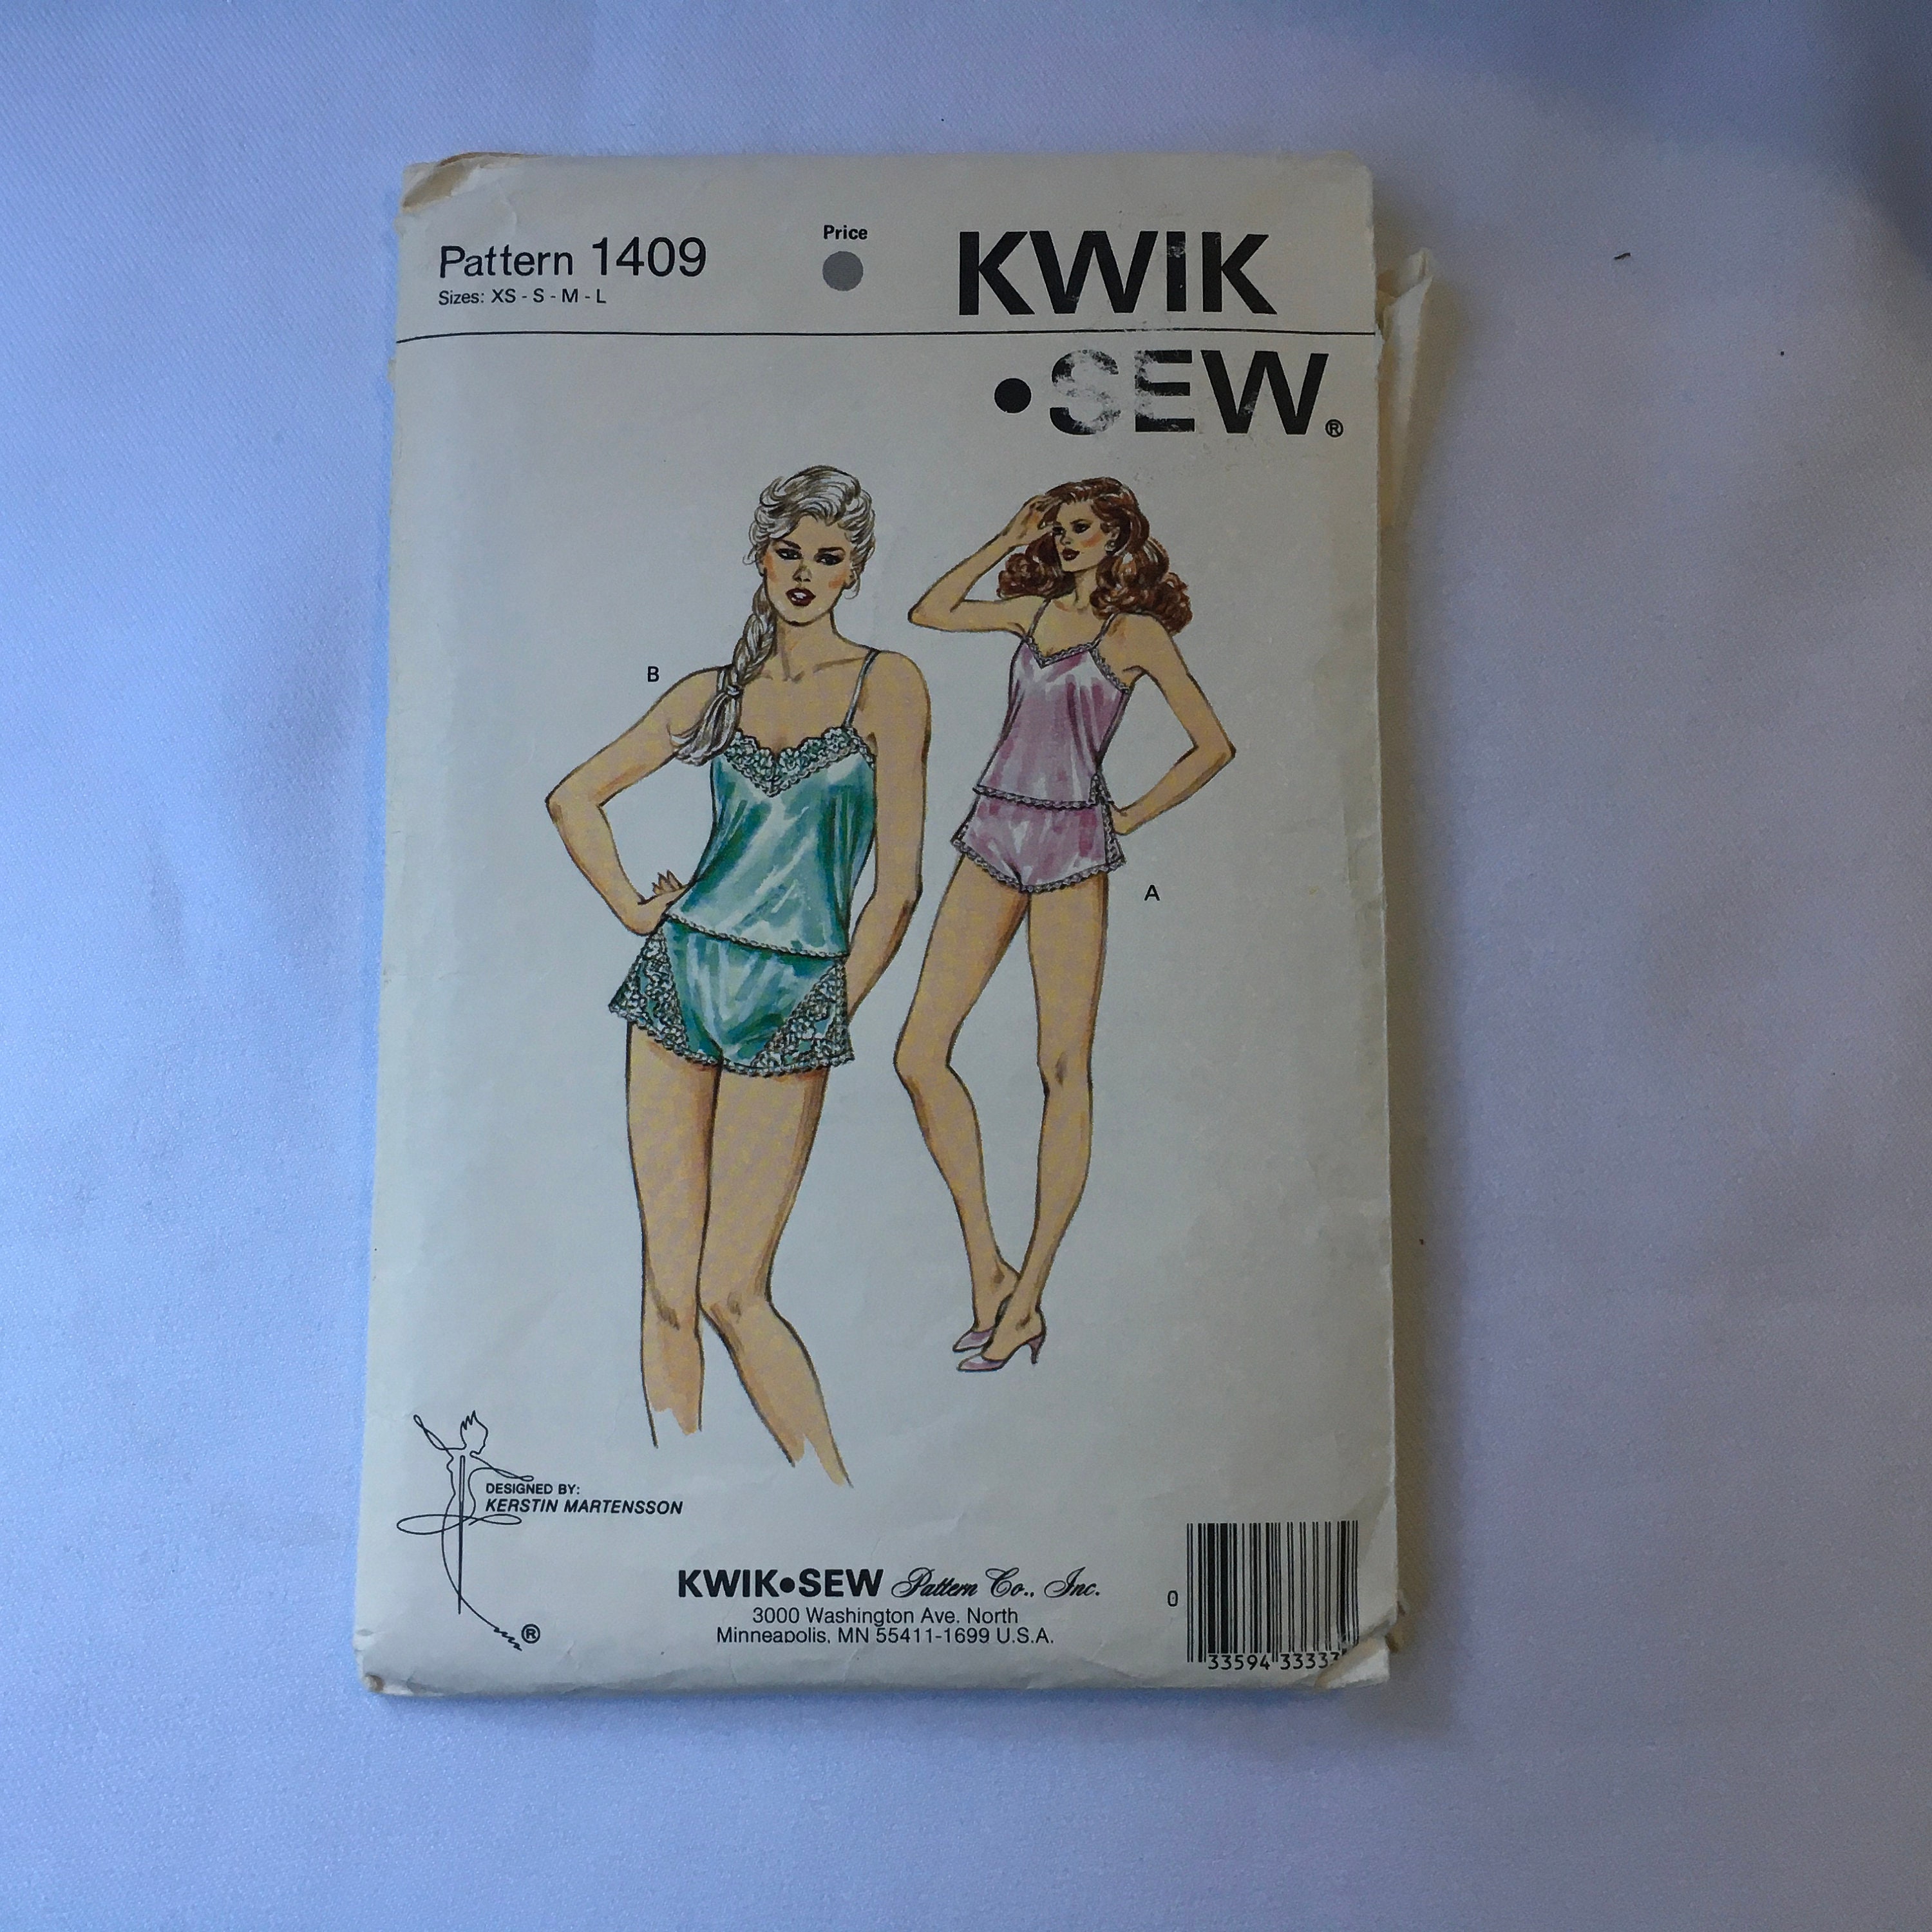 Pattern 1409
Sizes: XS - S - M - L
Price
KWIK
•SEW®
B
A
DESIGNED BY:
KERSTIN MARTENSSON
®
KWIK•SEW Pattern Co., Inc.
3000 Washington Ave. North
Minneapolis, MN 55411-1699 U.S.A.
0
33594 33333